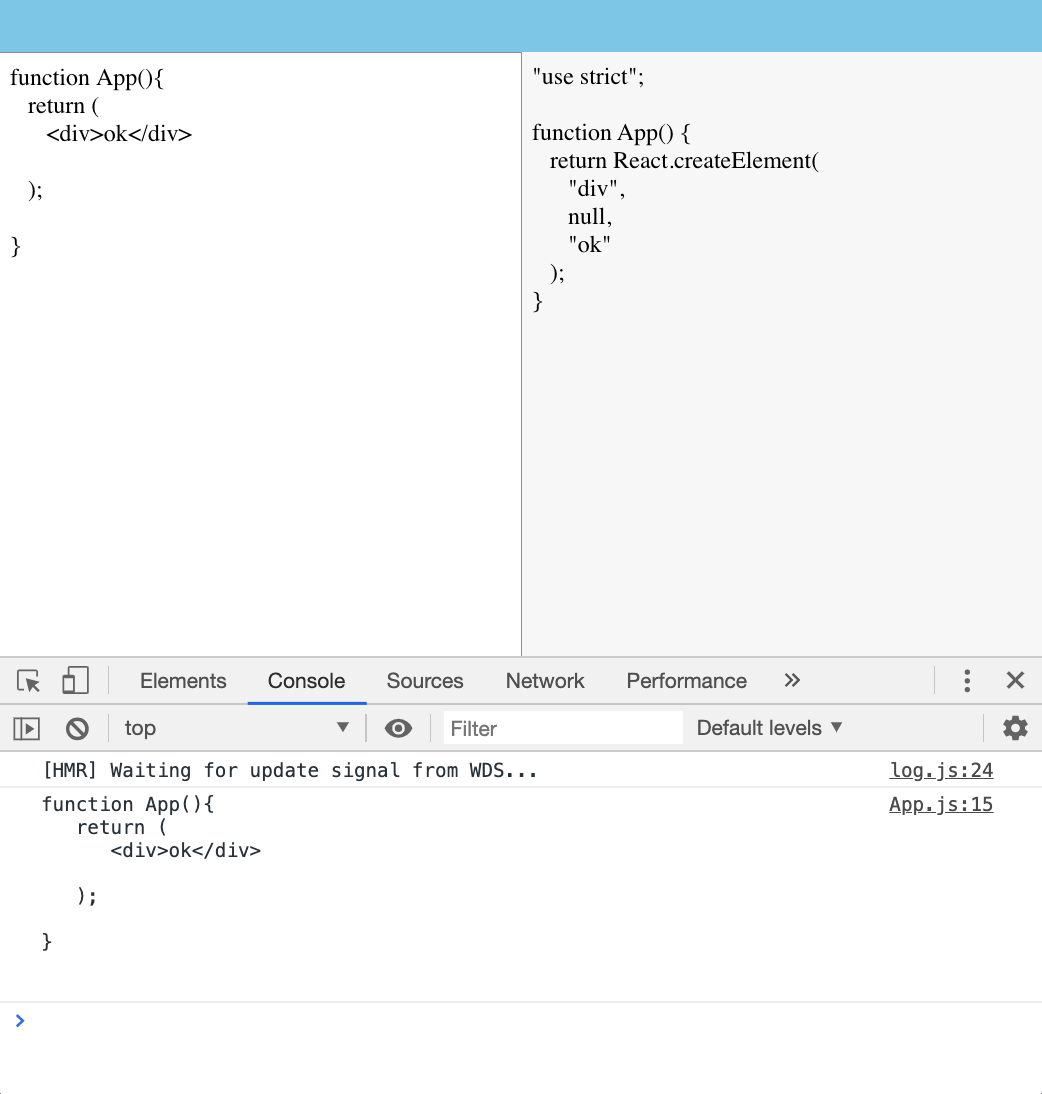 function App(){
return (
<div>ok</div>
);
}
"use strict";
function App() {
return React.createElement(
"div",
null,
"ok"
);
}
Elements Console Sources Network Performance »
top ▼ Filter Default levels ▼
[HMR] Waiting for update signal from WDS... log.js:24
function App(){ App.js:15
return (
<div>ok</div>
);
}